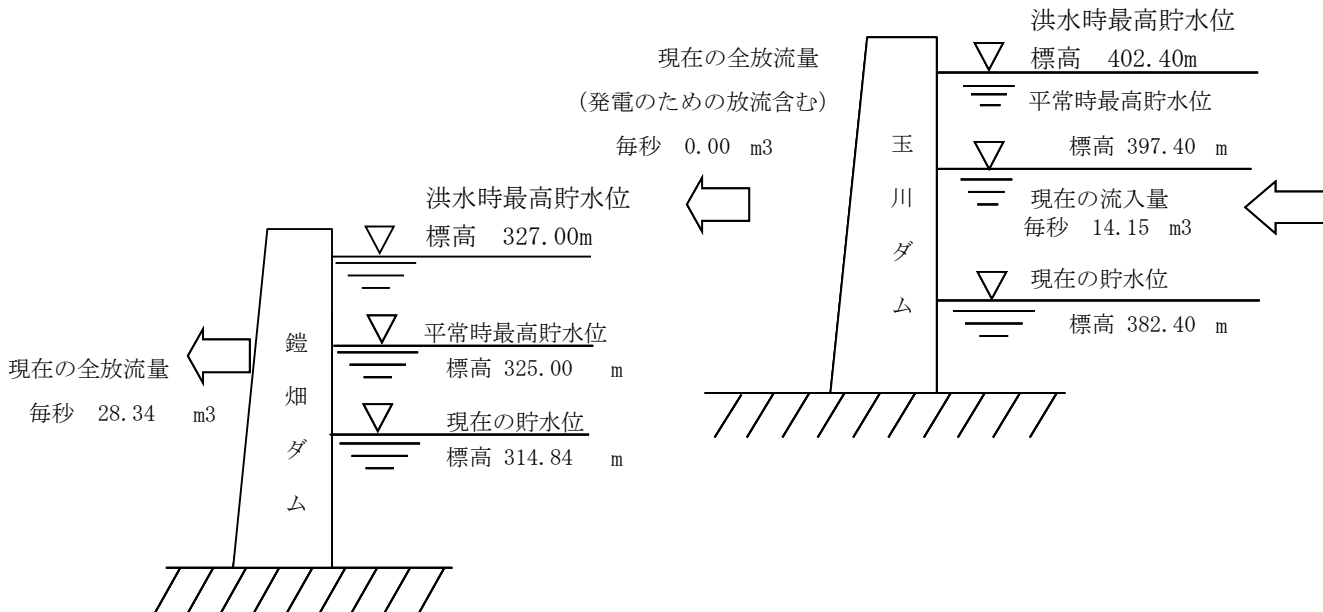 洪水時最高貯水位
標高 402.40m
現在の全放流量
(発電のための放流含む)
毎秒 0.00 m3
平常時最高貯水位
標高 397.40 m
玉川ダム
現在の流入量
毎秒 14.15 m3
現在の貯水位
標高 382.40 m
洪水時最高貯水位
標高 327.00m
鎧畑ダム
平常時最高貯水位
標高 325.00 m
現在の全放流量
毎秒 28.34 m3
現在の貯水位
標高 314.84 m